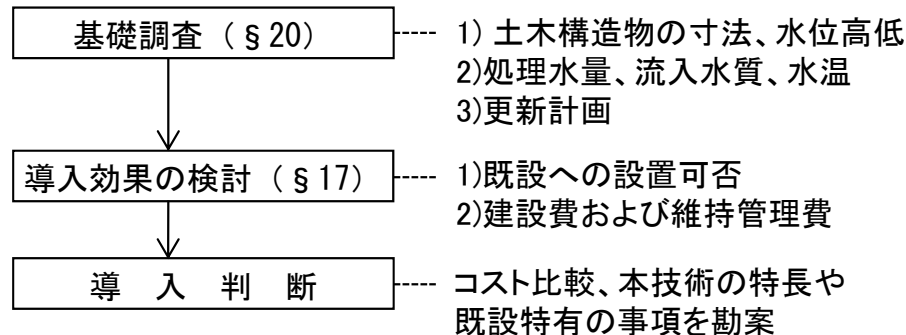 基礎調査（§20）
1) 土木構造物の寸法、水位高低
2)処理水量、流入水質、水温
3)更新計画
導入効果の検討（§17）
1)既設への設置可否
2)建設費および維持管理費
導 入 判 断
コスト比較、本技術の特長や
既設特有の事項を勘案